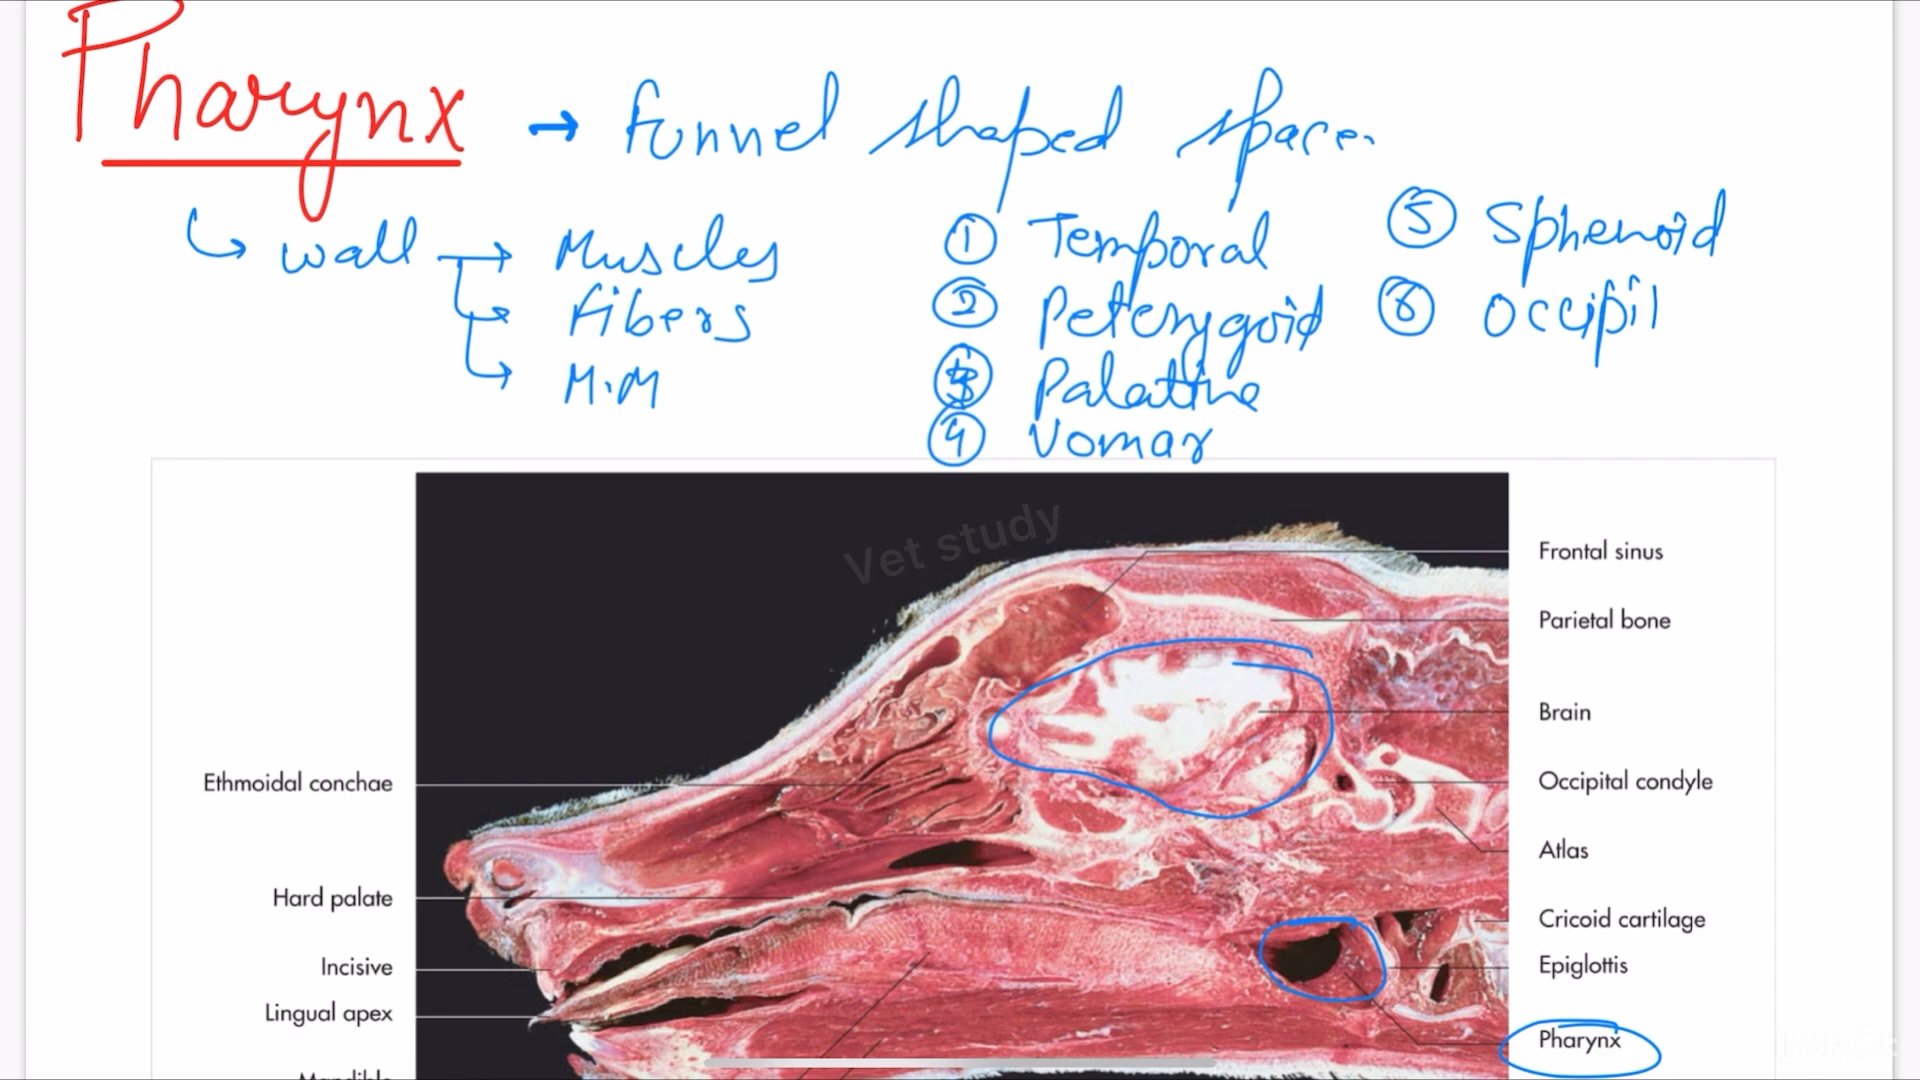 Pharynx → funnel shaped space.
wall → Muscles
→ fibers
→ M.M
① Temporal
② Peterygoid
③ Palatine
④ Vomar
⑤ Sphenoid
⑥ Occipil
Vet study
Frontal sinus
Parietal bone
Brain
Occipital condyle
Atlas
Cricoid cartilage
Epiglottis
Pharynx
Ethmoidal conchae
Hard palate
Incisive
Lingual apex
Mandible